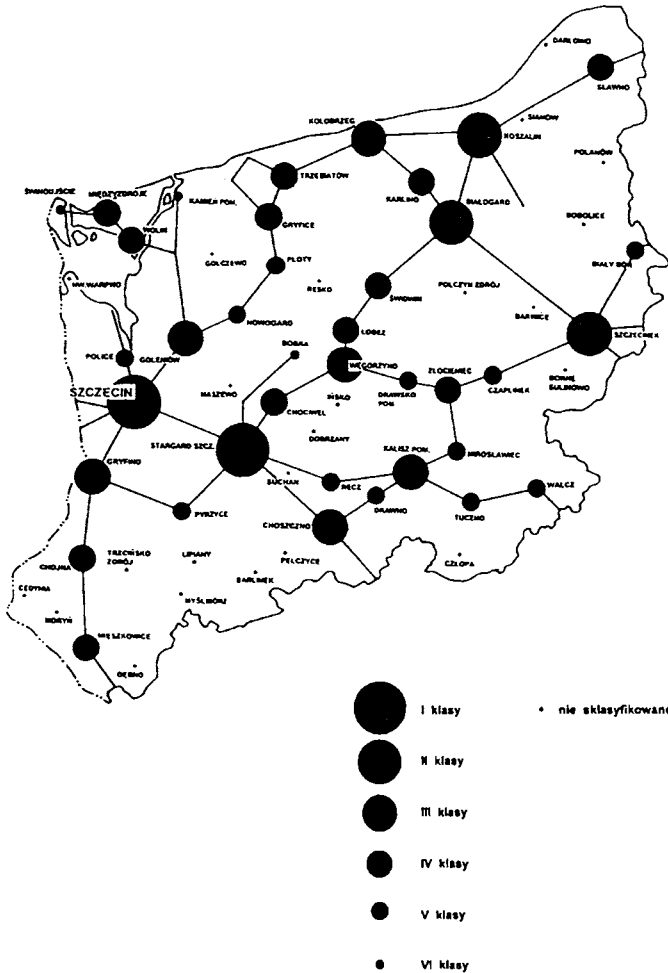 DARŁOWO
SŁAWNO
KOŁOBRZEG
SIANÓW
KOSZALIN
POLANÓW
TRZEBIATÓW
ŚWINOUJŚCIE
MIĘDZYZDROJE
KAMIEŃ POM.
KARLINO
BIAŁOGARD
GRYFICE
BOBOLICE
WOLIN
GOLCZEWO
PŁOTY
BIAŁY BÓR
NW. WARPNO
RESKO
ŚWIDWIN
POŁCZYN ZDRÓJ
BARWICE
NOWOGARD
ŁOBEZ
SZCZECINEK
POLICE
GOLENIÓW
DOBRA
WĘGORZYNO
ZŁOCIENIEC
SZCZECIN
MASZEWO
IŃSKO
DRAWSKO
POM.
CZAPLINEK
BORNE
SULINOWO
CHOCIWEL
DOBRZANY
STARGARD SZCZ.
KALISZ POM.
MIROSŁAWIEC
GRYFINO
SUCHAŃ
RECZ
WAŁCZ
DRAWNO
PYRZYCE
TUCZNO
CHOSZCZNO
CHOJNA
TRZCIŃSKO
ZDRÓJ
LIPIANY
PEŁCZYCE
CZŁOPA
CEDYNIA
BARLINEK
MORYŃ
MYŚLIBÓRZ
MIESZKOWICE
DĘBNO
I klasy
nie sklasyfikowane
II klasy
III klasy
IV klasy
V klasy
VI klasy